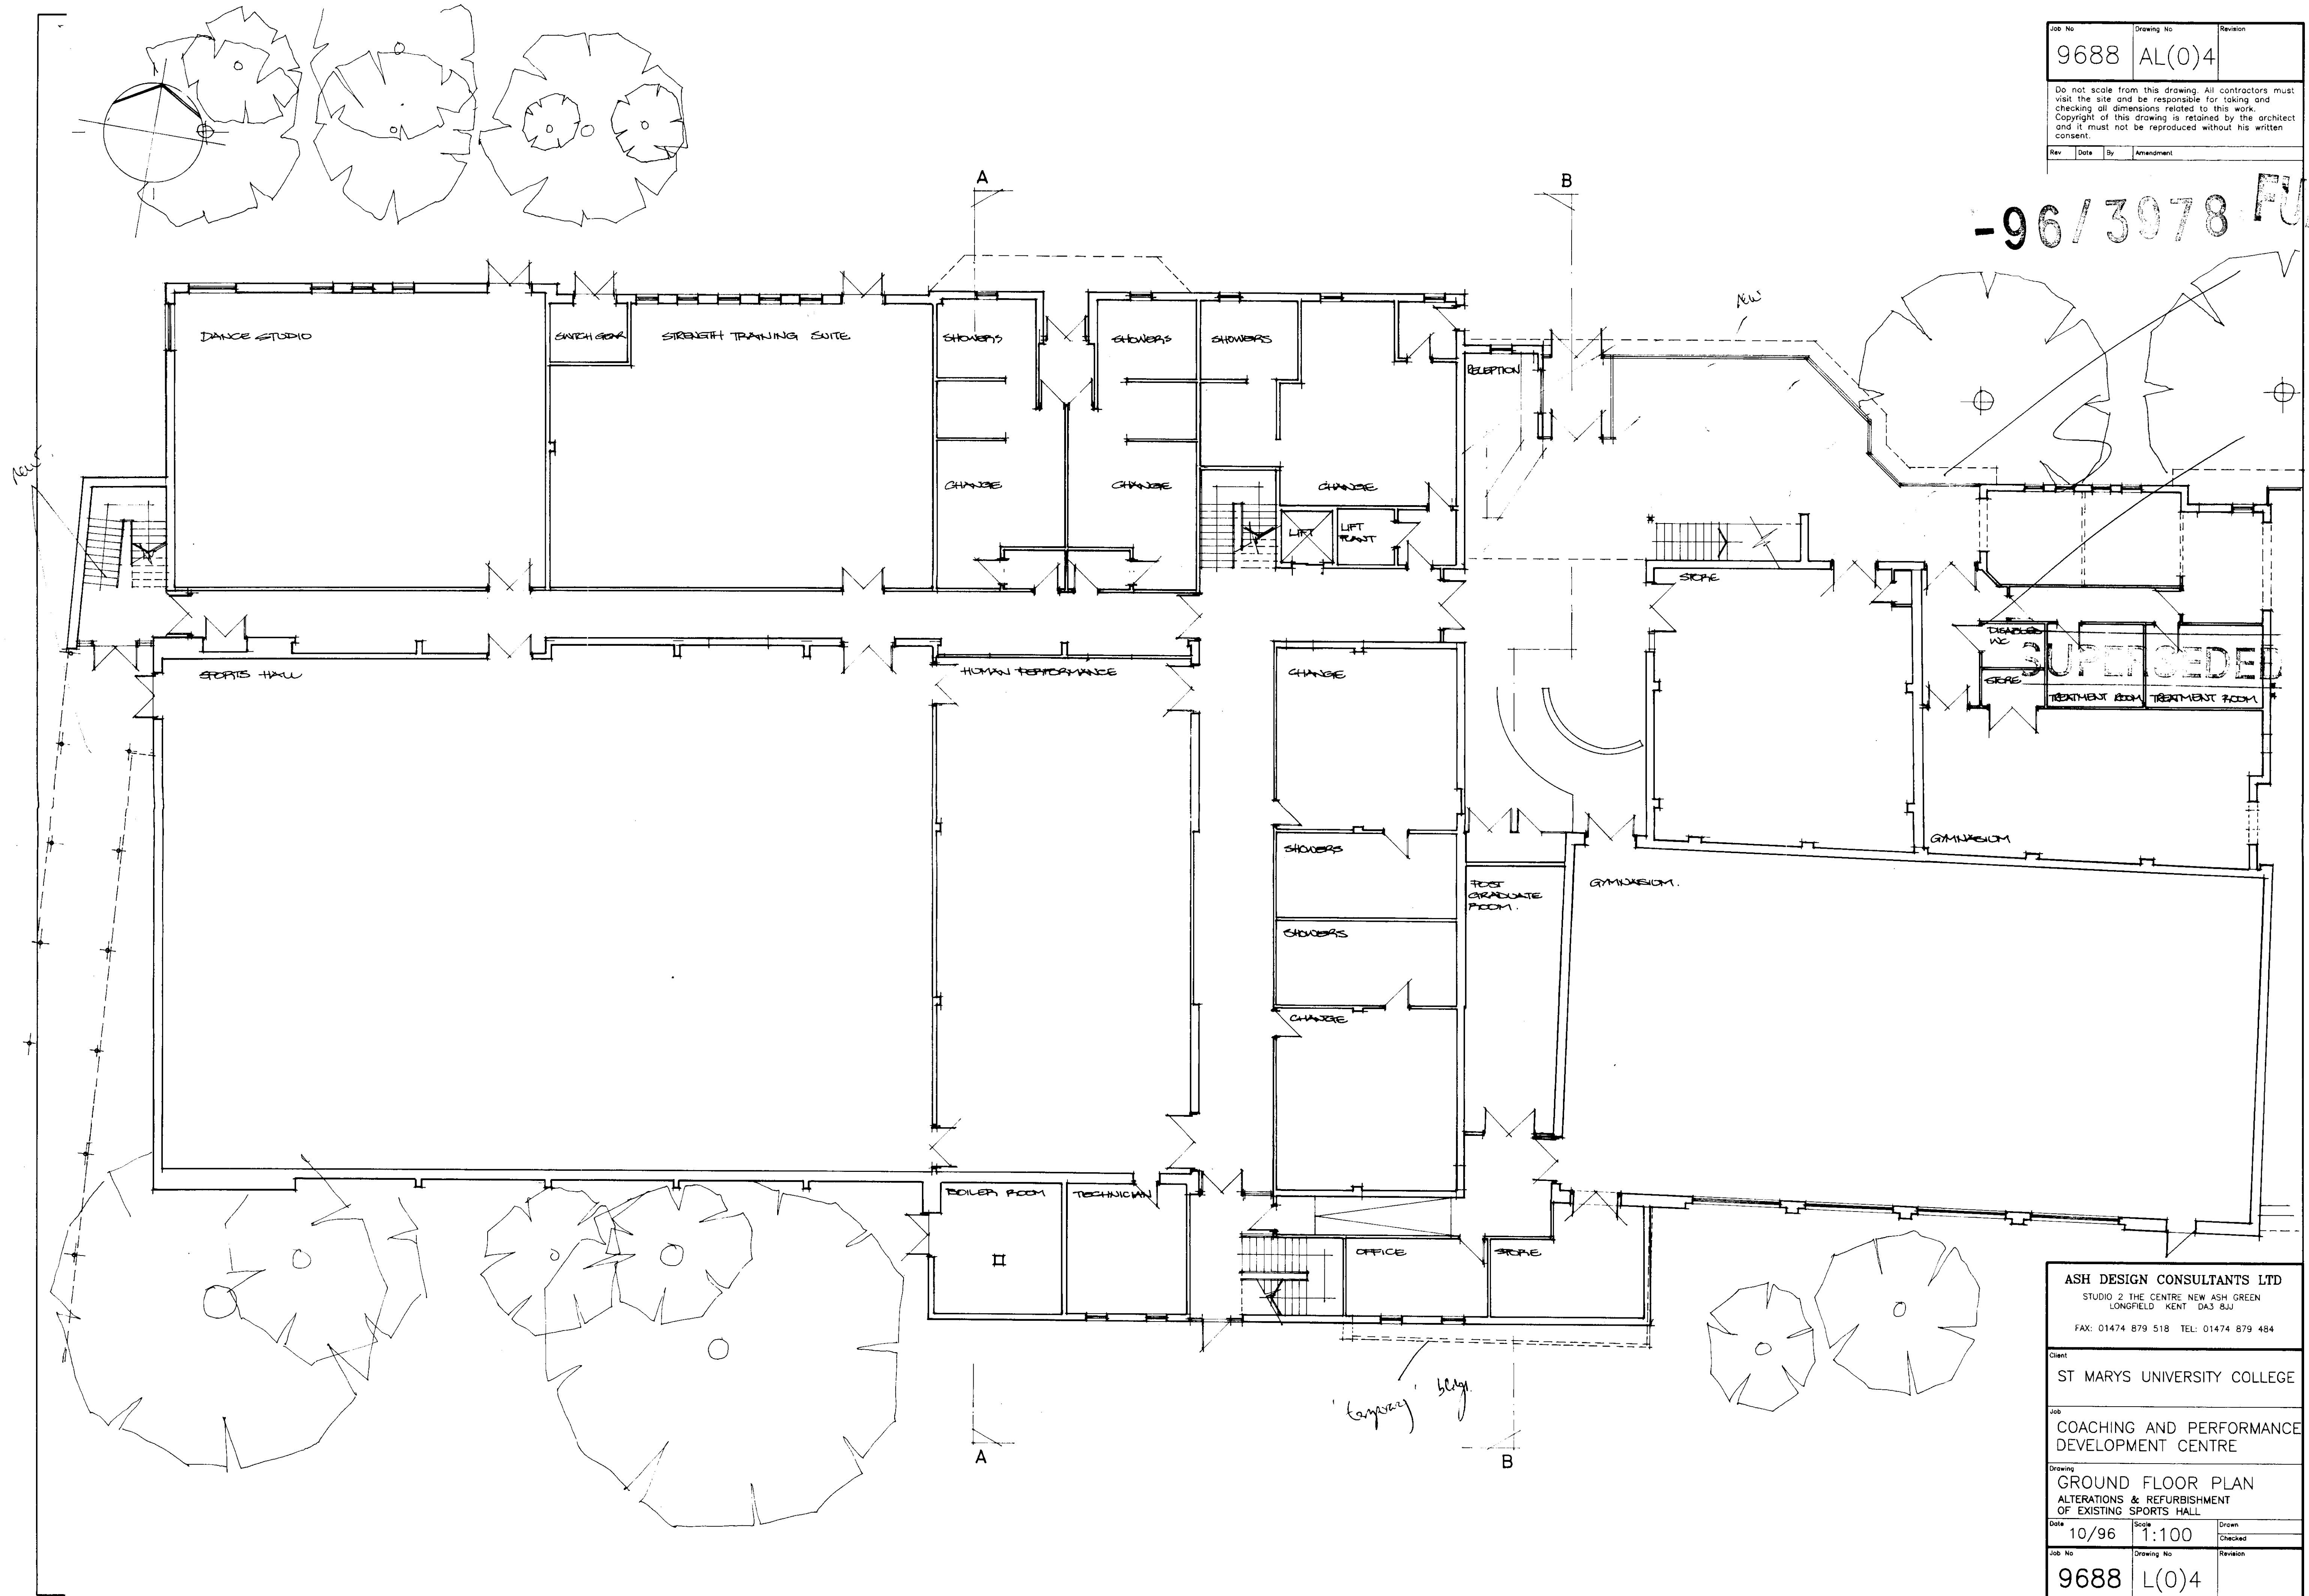 Job No
Drawing No
Revision
9688
AL(0)4
Do not scale from this drawing. All contractors must
visit the site and be responsible for taking and
checking all dimensions related to this work.
Copyright of this drawing is retained by the architect
and it must not be reproduced without his written
consent.
Rev
Date
By
Amendment
-96/3978 FU
A
B
New
DANCE STUDIO
SWITCH GEAR
STRENGTH TRAINING SUITE
SHOWERS
SHOWERS
SHOWERS
RECEPTION
New
CHANGE
CHANGE
CHANGE
LIFT
LIFT
PLANT
STORE
SPORTS HALL
HUMAN PERFORMANCE
CHANGE
DISABLED
WC
SUPERSEDED
STORE
TREATMENT ROOM
TREATMENT ROOM
SHOWERS
GYMNASIUM
POST
GRADUATE
ROOM.
GYMNASIUM.
SHOWERS
CHANGE
BOILER ROOM
TECHNICIAN
OFFICE
STORE
'temporary' bldg.
A
B
ASH DESIGN CONSULTANTS LTD
STUDIO 2 THE CENTRE NEW ASH GREEN
LONGFIELD KENT DA3 8JJ
FAX: 01474 879 518 TEL: 01474 879 484
Client
ST MARYS UNIVERSITY COLLEGE
Job
COACHING AND PERFORMANCE
DEVELOPMENT CENTRE
Drawing
GROUND FLOOR PLAN
ALTERATIONS & REFURBISHMENT
OF EXISTING SPORTS HALL
Date
10/96
Scale
1:100
Drawn
Checked
Job No
Drawing No
Revision
9688
L(0)4